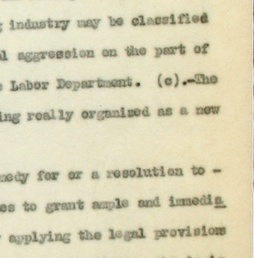 industry may be classified
aggression on the part of
Labor Department. (c).-The
ing really organized as a new
medy for or a resolution to -
es to grant ample and immedia
applying the legal provisions